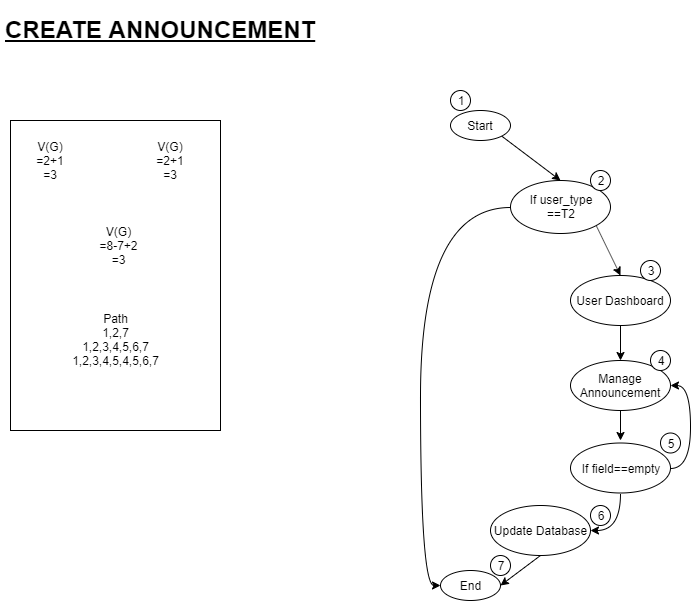 CREATE ANNOUNCEMENT
V(G)
=2+1
=3
V(G)
=2+1
=3
V(G)
=8-7+2
=3
Path
1,2,7
1,2,3,4,5,6,7
1,2,3,4,5,4,5,6,7
1
Start
2
If user_type
==T2
3
User Dashboard
4
Manage
Announcement
5
If field==empty
6
Update Database
7
End